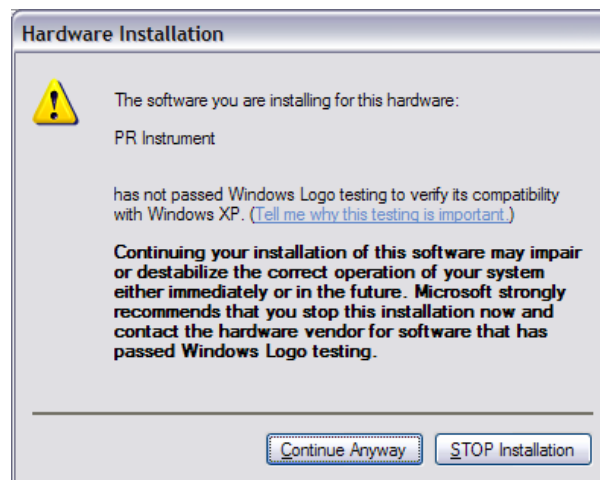 Hardware Installation
The software you are installing for this hardware:
PR Instrument
has not passed Windows Logo testing to verify its compatibility
with Windows XP. (Tell me why this testing is important.)
Continuing your installation of this software may impair
or destabilize the correct operation of your system
either immediately or in the future. Microsoft strongly
recommends that you stop this installation now and
contact the hardware vendor for software that has
passed Windows Logo testing.
Continue Anyway STOP Installation